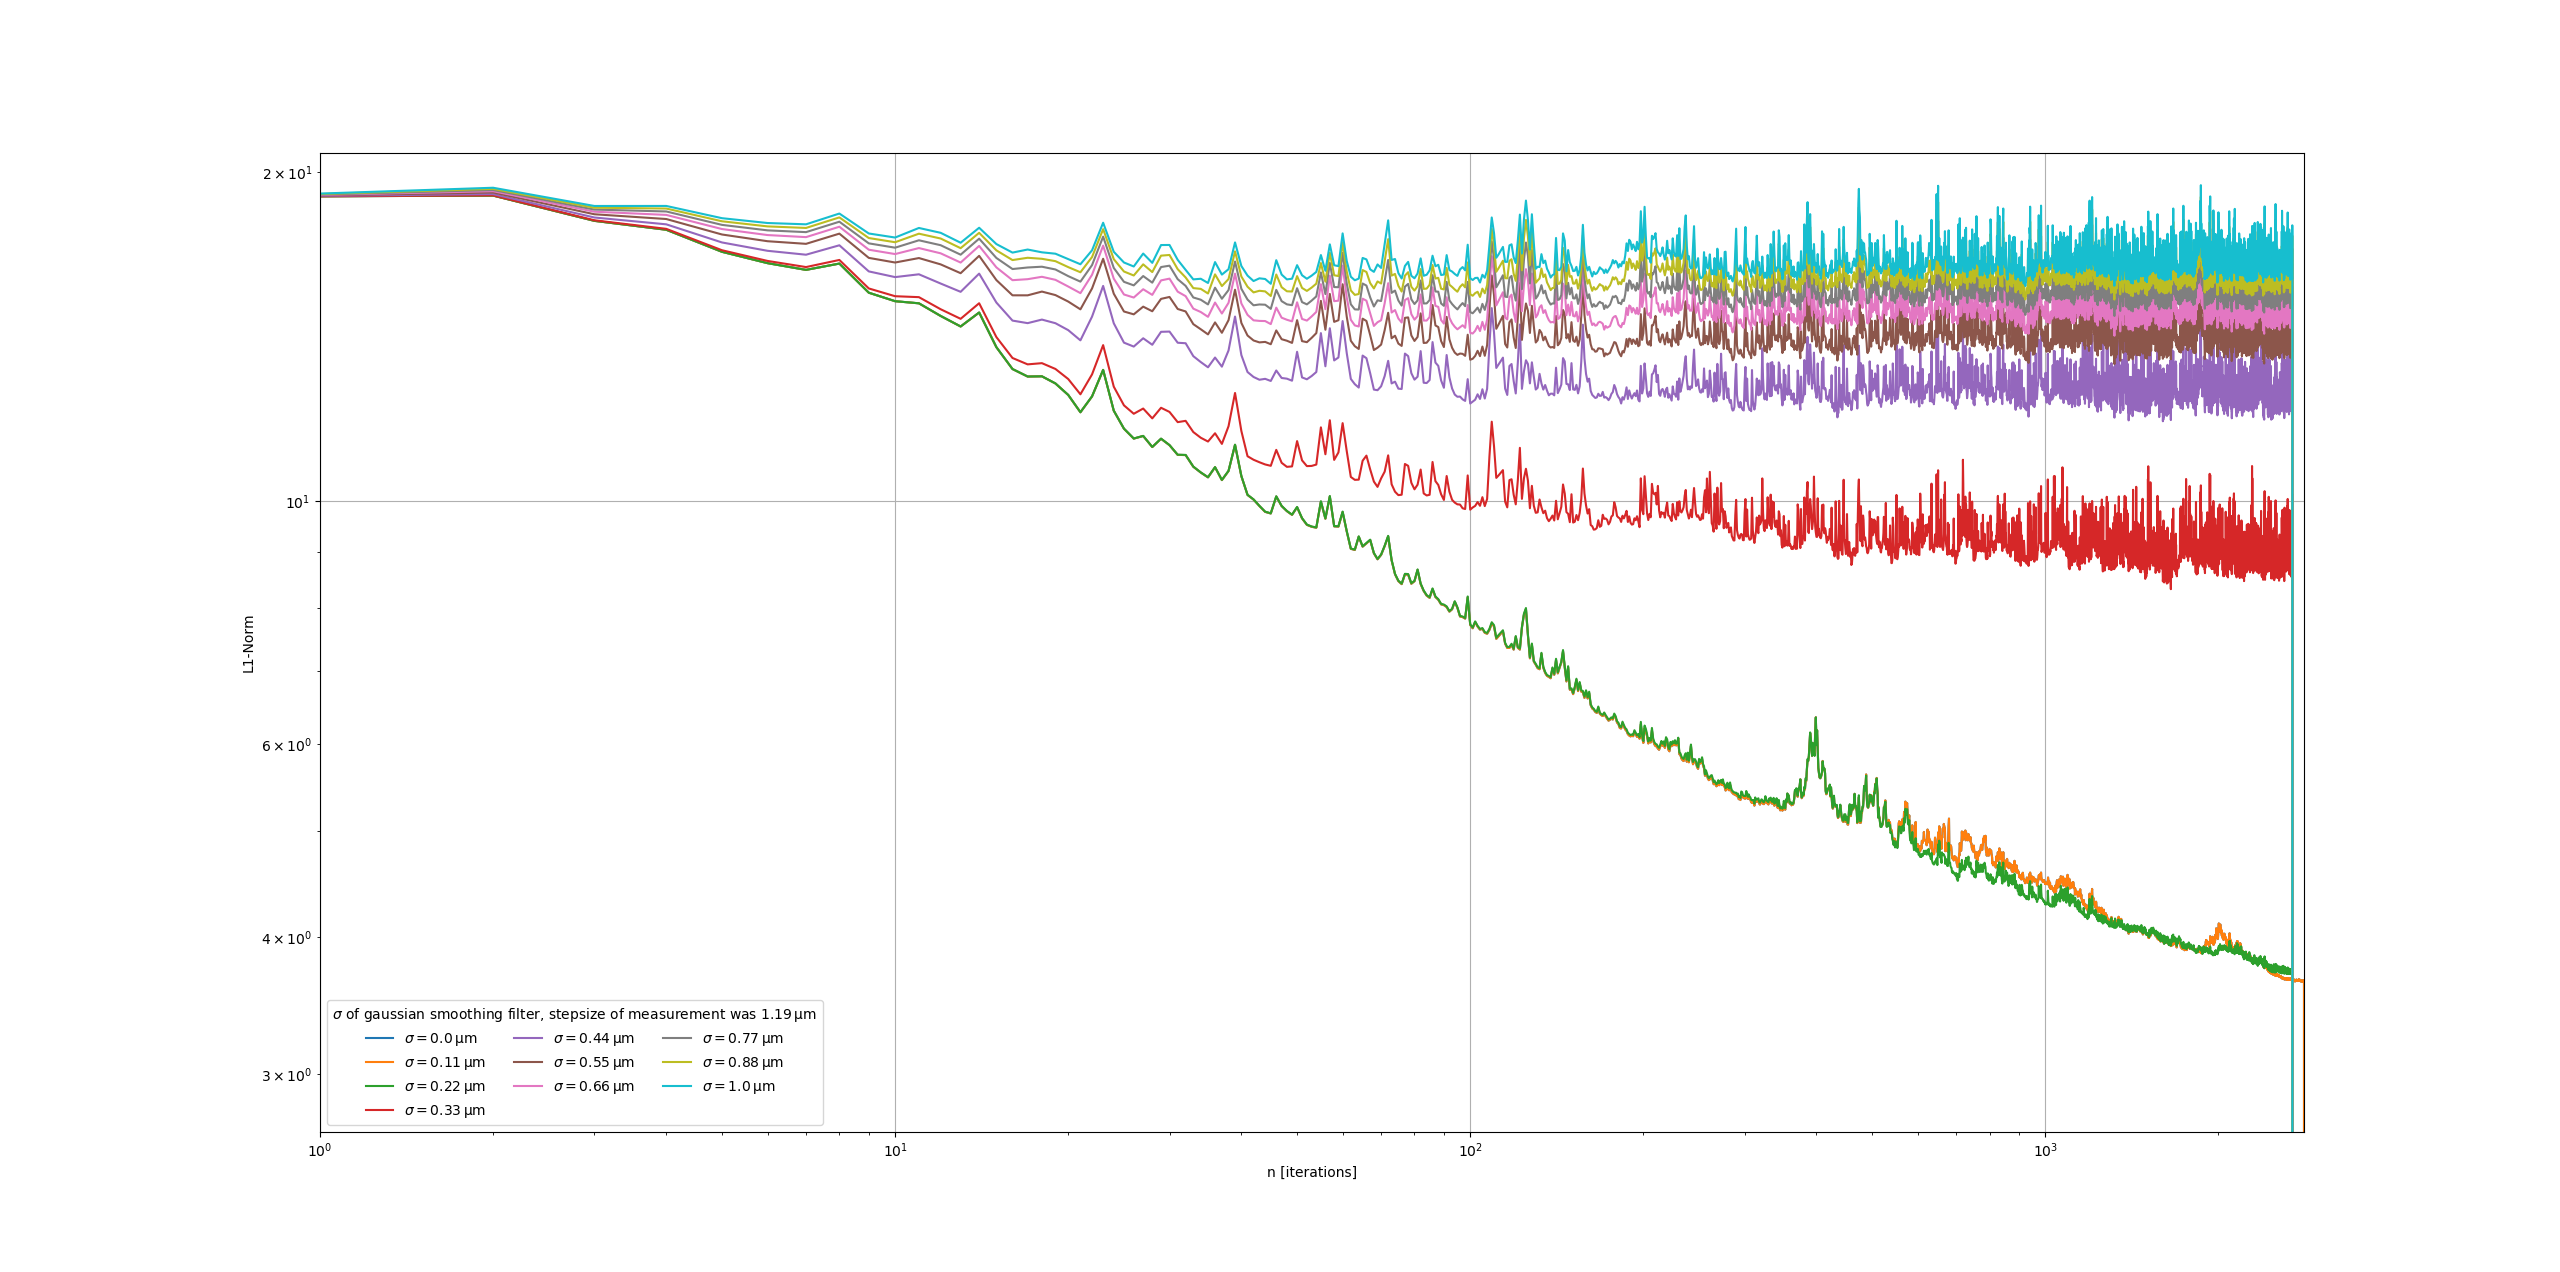 2 × 10¹
10¹
6 × 10⁰
4 × 10⁰
3 × 10⁰
L1-Norm
σ of gaussian smoothing filter, stepsize of measurement was 1.19 µm
σ = 0.0 µm
σ = 0.11 µm
σ = 0.22 µm
σ = 0.33 µm
σ = 0.44 µm
σ = 0.55 µm
σ = 0.66 µm
σ = 0.77 µm
σ = 0.88 µm
σ = 1.0 µm
10⁰ 10¹ 10² 10³
n [iterations]